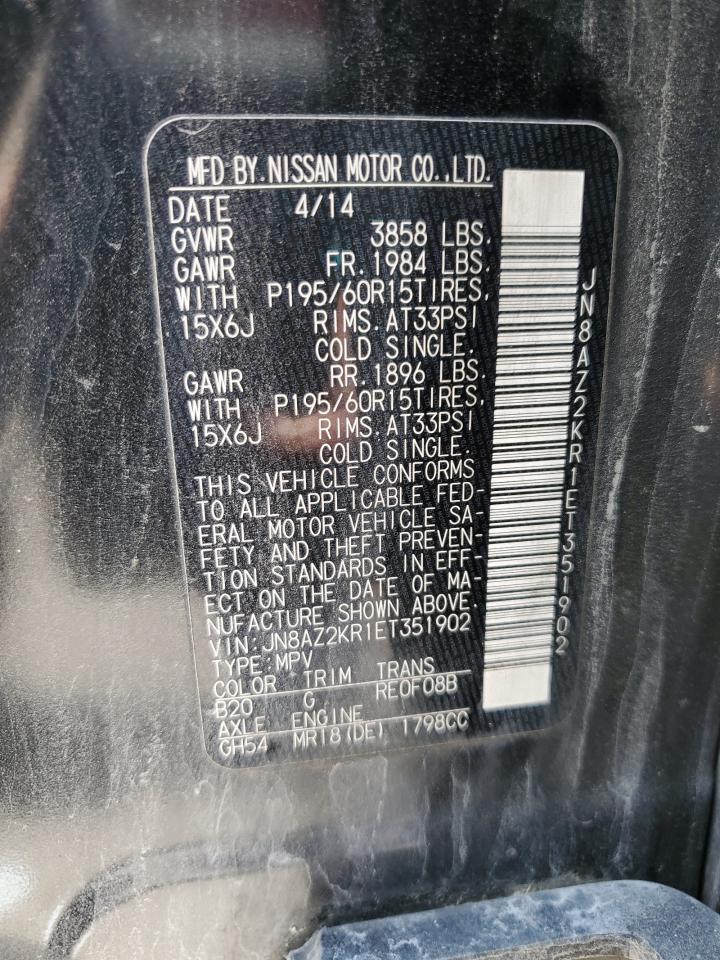 MFD BY.NISSAN MOTOR CO.,LTD.
DATE 4/14
GVWR 3858 LBS.
GAWR FR.1984 LBS.
WITH P195/60R15TIRES,
15X6J RIMS.AT33PSI
COLD SINGLE.
GAWR RR.1896 LBS.
WITH P195/60R15TIRES,
15X6J RIMS.AT33PSI
COLD SINGLE.
THIS VEHICLE CONFORMS
TO ALL APPLICABLE FED-
ERAL MOTOR VEHICLE SA-
FETY AND THEFT PREVEN-
TION STANDARDS IN EFF-
ECT ON THE DATE OF MA-
NUFACTURE SHOWN ABOVE.
VIN:JN8AZ2KR1ET351902
TYPE:MPV
COLOR TRIM TRANS
B20 G RE0F08B
AXLE ENGINE
GH54 MR18(DE) 1798CC
JN8AZ2KR1ET351902